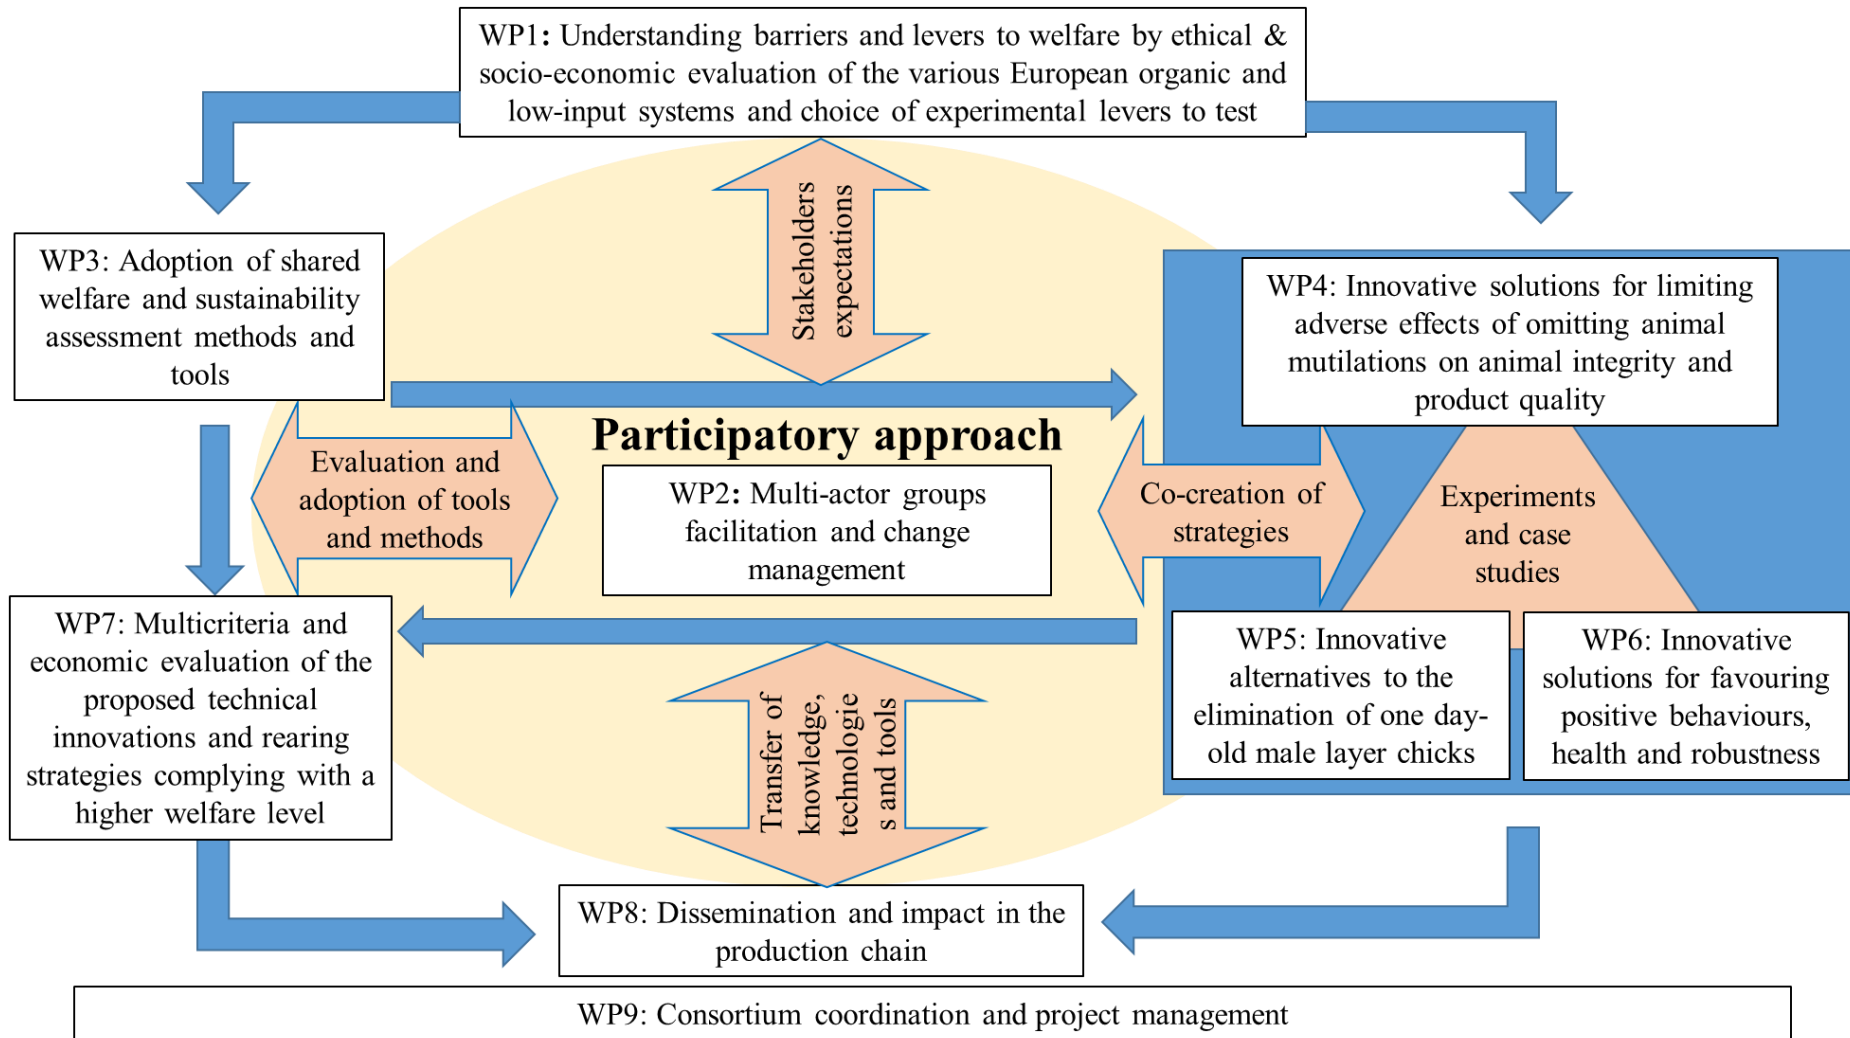 WP1: Understanding barriers and levers to welfare by ethical &
socio-economic evaluation of the various European organic and
low-input systems and choice of experimental levers to test
Stakeholders
expectations
WP3: Adoption of shared
welfare and sustainability
assessment methods and
tools
WP4: Innovative solutions for limiting
adverse effects of omitting animal
mutilations on animal integrity and
product quality
Participatory approach
Evaluation and
adoption of tools
and methods
WP2: Multi-actor groups
facilitation and change
management
Co-creation of
strategies
Experiments
and case
studies
WP7: Multicriteria and
economic evaluation of the
proposed technical
innovations and rearing
strategies complying with a
higher welfare level
Transfer of
knowledge,
technologie
s and tools
WP5: Innovative
alternatives to the
elimination of one day-
old male layer chicks
WP6: Innovative
solutions for favouring
positive behaviours,
health and robustness
WP8: Dissemination and impact in the
production chain
WP9: Consortium coordination and project management